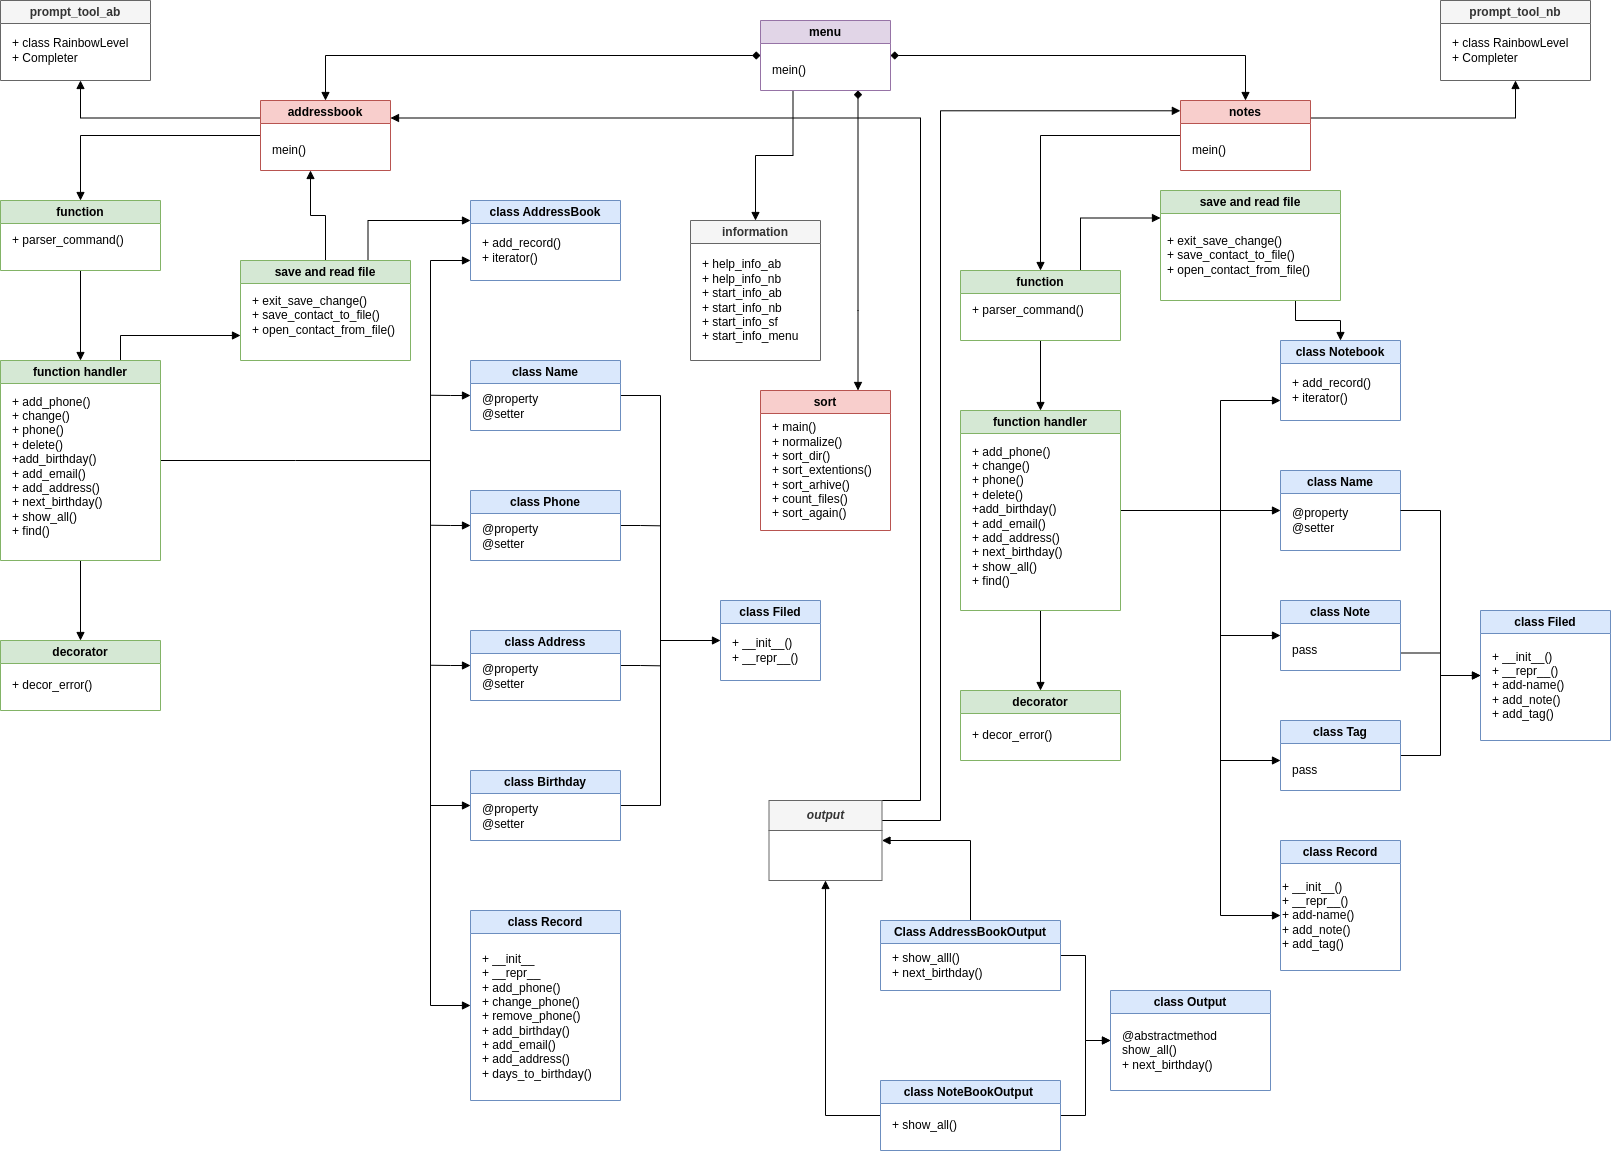 prompt_tool_ab
+ class RainbowLevel
+ Completer
menu
mein()
prompt_tool_nb
+ class RainbowLevel
+ Completer
addressbook
mein()
notes
mein()
function
+ parser_command()
save and read file
+ exit_save_change()
+ save_contact_to_file()
+ open_contact_from_file()
class AddressBook
+ add_record()
+ iterator()
information
+ help_info_ab
+ help_info_nb
+ start_info_ab
+ start_info_nb
+ start_info_sf
+ start_info_menu
function
+ parser_command()
save and read file
+ exit_save_change()
+ save_contact_to_file()
+ open_contact_from_file()
class Notebook
+ add_record()
+ iterator()
function handler
+ add_phone()
+ change()
+ phone()
+ delete()
+add_birthday()
+ add_email()
+ add_address()
+ next_birthday()
+ show_all()
+ find()
class Name
@property
@setter
sort
+ main()
+ normalize()
+ sort_dir()
+ sort_extentions()
+ sort_arhive()
+ count_files()
+ sort_again()
function handler
+ add_phone()
+ change()
+ phone()
+ delete()
+add_birthday()
+ add_email()
+ add_address()
+ next_birthday()
+ show_all()
+ find()
class Name
@property
@setter
class Phone
@property
@setter
class Filed
+ __init__()
+ __repr__()
class Note
pass
class Filed
+ __init__()
+ __repr__()
+ add-name()
+ add_note()
+ add_tag()
decorator
+ decor_error()
class Address
@property
@setter
decorator
+ decor_error()
class Tag
pass
class Birthday
@property
@setter
output
class Record
+ __init__()
+ __repr__()
+ add-name()
+ add_note()
+ add_tag()
class Record
+ __init__
+ __repr__
+ add_phone()
+ change_phone()
+ remove_phone()
+ add_birthday()
+ add_email()
+ add_address()
+ days_to_birthday()
Class AddressBookOutput
+ show_alll()
+ next_birthday()
class Output
@abstractmethod
show_all()
+ next_birthday()
class NoteBookOutput
+ show_all()